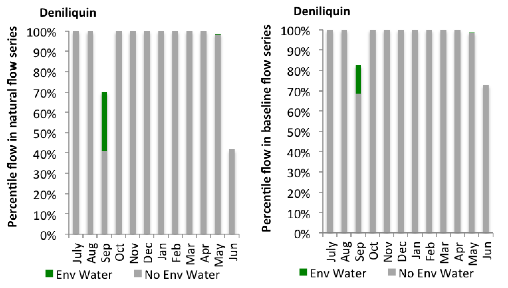 Deniliquin
Percentile flow in natural flow series
100%
90%
80%
70%
60%
50%
40%
30%
20%
10%
0%
July Aug Sep Oct Nov Dec Jan Feb Mar Apr May Jun
Env Water No Env Water
Deniliquin
Percentile flow in baseline flow series
100%
90%
80%
70%
60%
50%
40%
30%
20%
10%
0%
July Aug Sep Oct Nov Dec Jan Feb Mar Apr May Jun
Env Water No Env Water